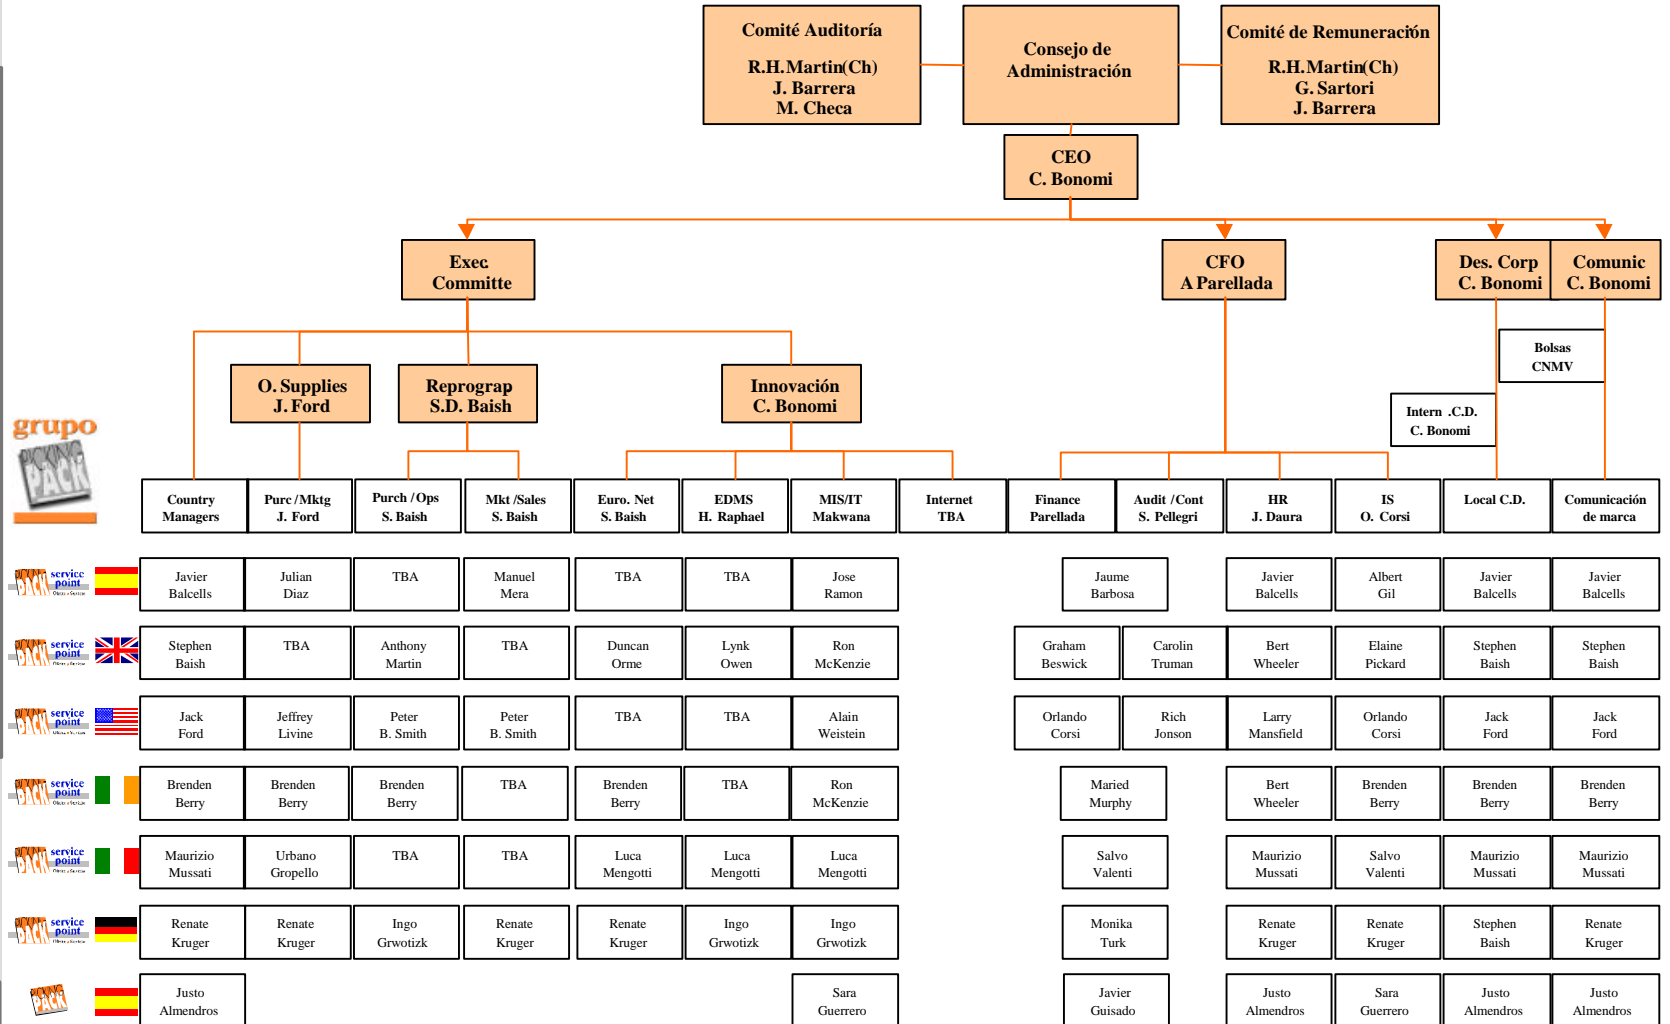 Comité Auditoría
R.H.Martin(Ch)
J. Barrera
M. Checa
Consejo de
Administración
Comité de Remuneración
R.H.Martin(Ch)
G. Sartori
J. Barrera
CEO
C. Bonomi
Exec.
Committe
CFO
A Parellada
Des. Corp
C. Bonomi
Comunic
C. Bonomi
Bolsas
CNMV
O. Supplies
J. Ford
Reprograp
S.D. Baish
Innovación
C. Bonomi
Intern .C.D.
C. Bonomi
grupo
PICKING
PACK
Country
Managers
Purc /Mktg
J. Ford
Purch /Ops
S. Baish
Mkt /Sales
S. Baish
Euro. Net
S. Baish
EDMS
H. Raphael
MIS/IT
Makwana
Internet
TBA
Finance
Parellada
Audit /Cont
S. Pellegri
HR
J. Daura
IS
O. Corsi
Local C.D.
Comunicación
de marca
PACK
service
point
Javier
Balcells
Julian
Diaz
TBA
Manuel
Mera
TBA
TBA
Jose
Ramon
Jaume
Barbosa
Javier
Balcells
Albert
Gil
Javier
Balcells
Javier
Balcells
PACK
service
point
Stephen
Baish
TBA
Anthony
Martin
TBA
Duncan
Orme
Lynk
Owen
Ron
McKenzie
Graham
Beswick
Carolin
Truman
Bert
Wheeler
Elaine
Pickard
Stephen
Baish
Stephen
Baish
PACK
service
point
Jack
Ford
Jeffrey
Livine
Peter
B. Smith
Peter
B. Smith
TBA
TBA
Alain
Weistein
Orlando
Corsi
Rich
Jonson
Larry
Mansfield
Orlando
Corsi
Jack
Ford
Jack
Ford
PACK
service
point
Brenden
Berry
Brenden
Berry
Brenden
Berry
TBA
Brenden
Berry
TBA
Ron
McKenzie
Maried
Murphy
Bert
Wheeler
Brenden
Berry
Brenden
Berry
Brenden
Berry
PACK
service
point
Maurizio
Mussati
Urbano
Gropello
TBA
TBA
Luca
Mengotti
Luca
Mengotti
Luca
Mengotti
Salvo
Valenti
Maurizio
Mussati
Salvo
Valenti
Maurizio
Mussati
Maurizio
Mussati
PACK
service
point
Renate
Kruger
Renate
Kruger
Ingo
Grwotizk
Renate
Kruger
Renate
Kruger
Ingo
Grwotizk
Ingo
Grwotizk
Monika
Turk
Renate
Kruger
Renate
Kruger
Stephen
Baish
Renate
Kruger
PACK
Justo
Almendros
Sara
Guerrero
Javier
Guisado
Justo
Almendros
Sara
Guerrero
Justo
Almendros
Justo
Almendros